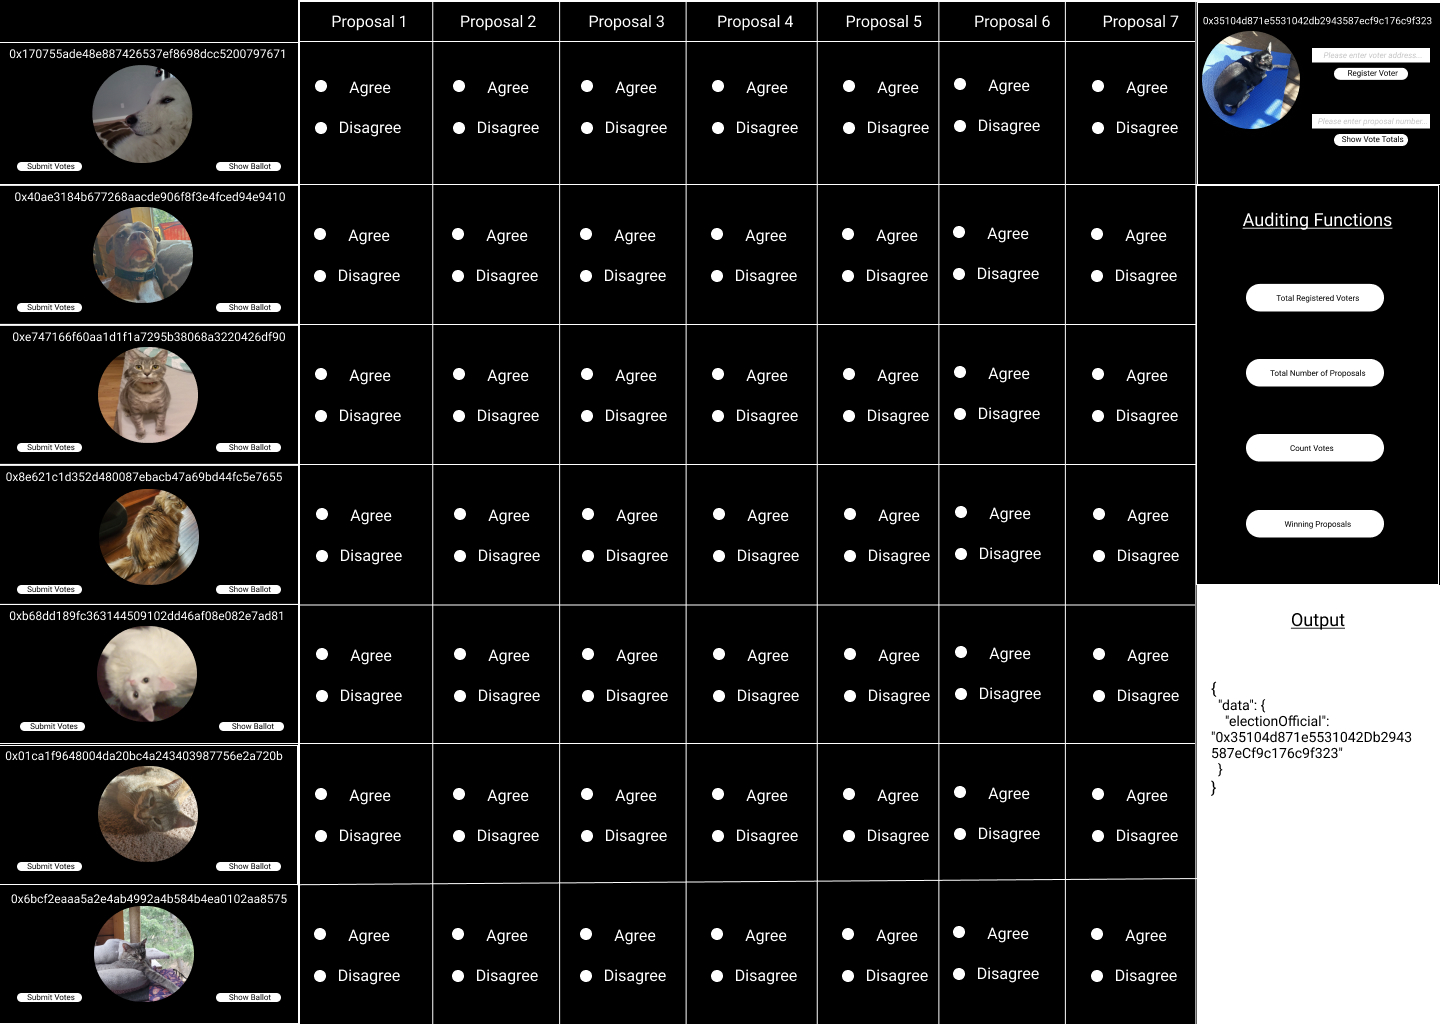 Proposal 1 Proposal 2 Proposal 3 Proposal 4 Proposal 5 Proposal 6 Proposal 7
0x170755ade48e887426537ef8698dcc5200797671
Agree Agree Agree Agree Agree Agree Agree
Disagree Disagree Disagree Disagree Disagree Disagree Disagree
Submit Votes Show Ballot
0x40ae3184b677268aacde906f8f3e4fced94e9410
Agree Agree Agree Agree Agree Agree Agree
Disagree Disagree Disagree Disagree Disagree Disagree Disagree
Submit Votes Show Ballot
0xe747166f60aa1d1f1a7295b38068a3220426df90
Agree Agree Agree Agree Agree Agree Agree
Disagree Disagree Disagree Disagree Disagree Disagree Disagree
Submit Votes Show Ballot
0x8e621c1d352d480087ebacb47a69bd44fc5e7655
Agree Agree Agree Agree Agree Agree Agree
Disagree Disagree Disagree Disagree Disagree Disagree Disagree
Submit Votes Show Ballot
0xb68dd189fc363144509102dd46af08e082e7ad81
Agree Agree Agree Agree Agree Agree Agree
Disagree Disagree Disagree Disagree Disagree Disagree Disagree
Submit Votes Show Ballot
0x01ca1f9648004da20bc4a243403987756e2a720b
Agree Agree Agree Agree Agree Agree Agree
Disagree Disagree Disagree Disagree Disagree Disagree Disagree
Submit Votes Show Ballot
0x6bcf2eaaa5a2e4ab4992a4b584b4ea0102aa8575
Agree Agree Agree Agree Agree Agree Agree
Disagree Disagree Disagree Disagree Disagree Disagree Disagree
Submit Votes Show Ballot
0x35104d871e5531042db2943587ecf9c176c9f323
Please enter voter address...
Register Voter
Please enter proposal number...
Show Vote Totals
Auditing Functions
Total Registered Voters
Total Number of Proposals
Count Votes
Winning Proposals
Output
{
"data": {
"electionOfficial":
"0x35104d871e5531042Db2943
587eCf9c176c9f323"
}
}